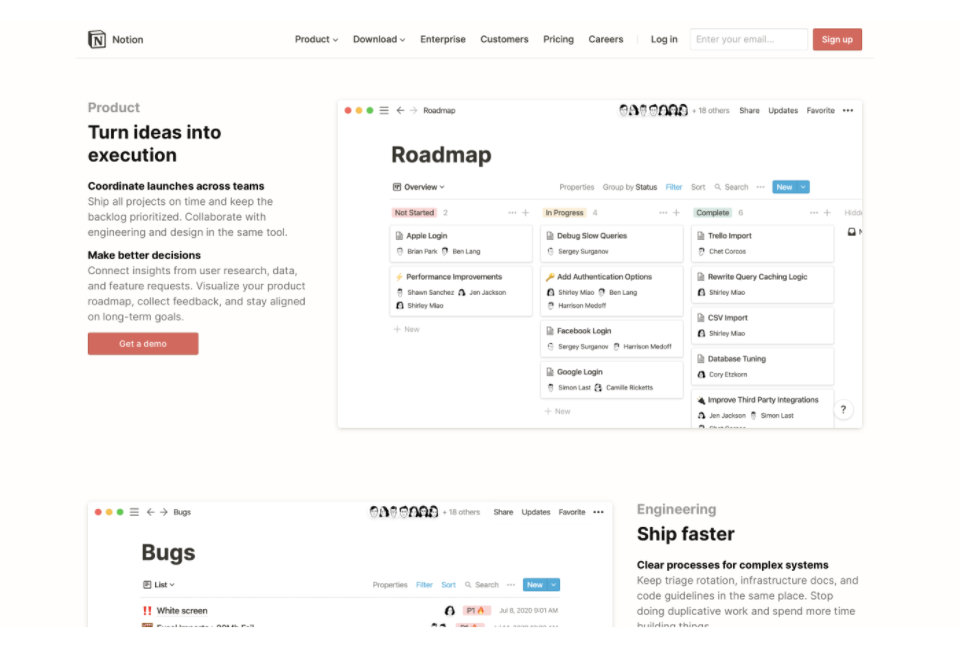 Notion
Product Download Enterprise Customers Pricing Careers Log in Enter your email... Sign up
Product
Turn ideas into
execution
Coordinate launches across teams
Ship all projects on time and keep the
backlog prioritized. Collaborate with
engineering and design in the same tool.
Make better decisions
Connect insights from user research, data,
and feature requests. Visualize your product
roadmap, collect feedback, and stay aligned
on long-term goals.
Get a demo
Roadmap + 18 others Share Updates Favorite
Roadmap
Overview Properties Group by Status Filter Sort Search New
Not Started 2
Apple Login
Brian Park Ben Lang
Performance Improvements
Shawn Sanchez Jen Jackson
Shirley Miao
+ New
In Progress 4
Debug Slow Queries
Sergey Surganov
Add Authentication Options
Shirley Miao Ben Lang
Harrison Medoff
Facebook Login
Sergey Surganov Harrison Medoff
Google Login
Simon Last Camille Ricketts
+ New
Complete 6
Trello Import
Chet Corcos
Rewrite Query Caching Logic
Shirley Miao
CSV Import
Shirley Miao
Database Tuning
Cory Etzkorn
Improve Third Party Integrations
Jen Jackson Simon Last
?
Bugs + 18 others Share Updates Favorite
Bugs
List Properties Filter Sort Search New
!! White screen P1 Jul 8, 2020 9:01 AM
Engineering
Ship faster
Clear processes for complex systems
Keep triage rotation, infrastructure docs, and
code guidelines in the same place. Stop
doing duplicative work and spend more time
building things.